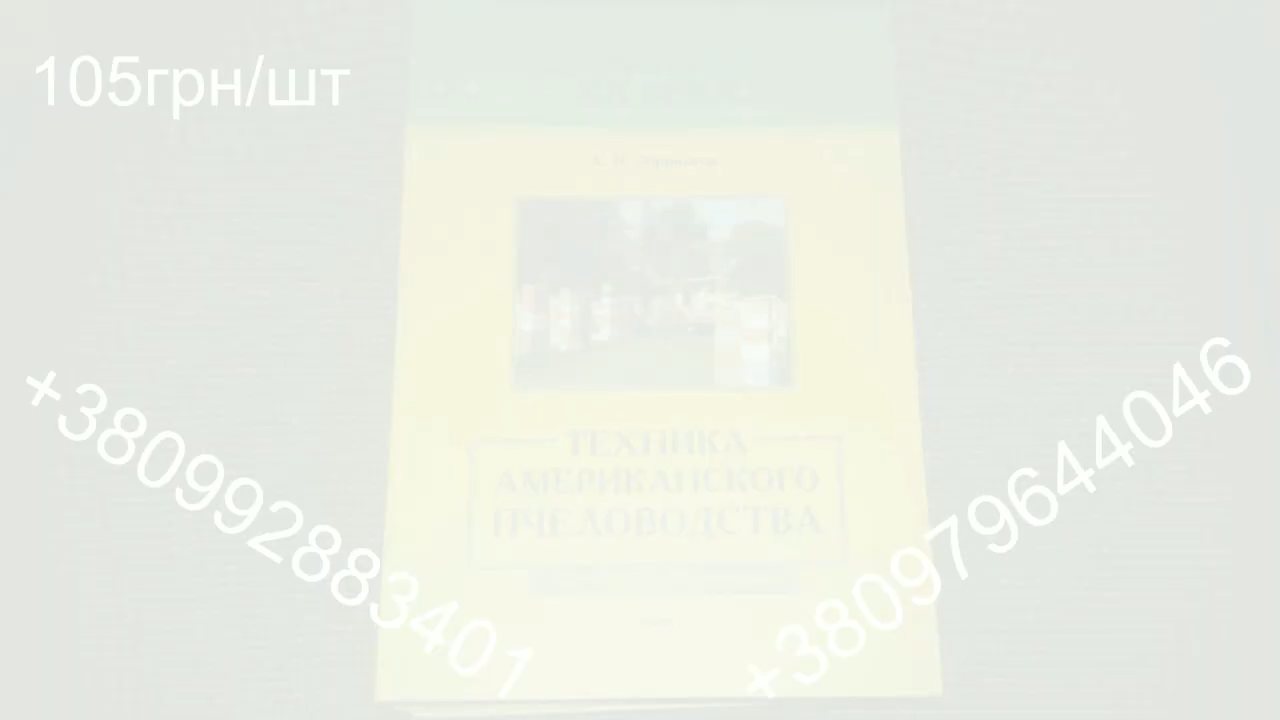 105грн/шт
ТЕХНИКА
АМЕРИКАНСКОГО
ПЧЕЛОВОДСТВА
+380992883401
+380979644046